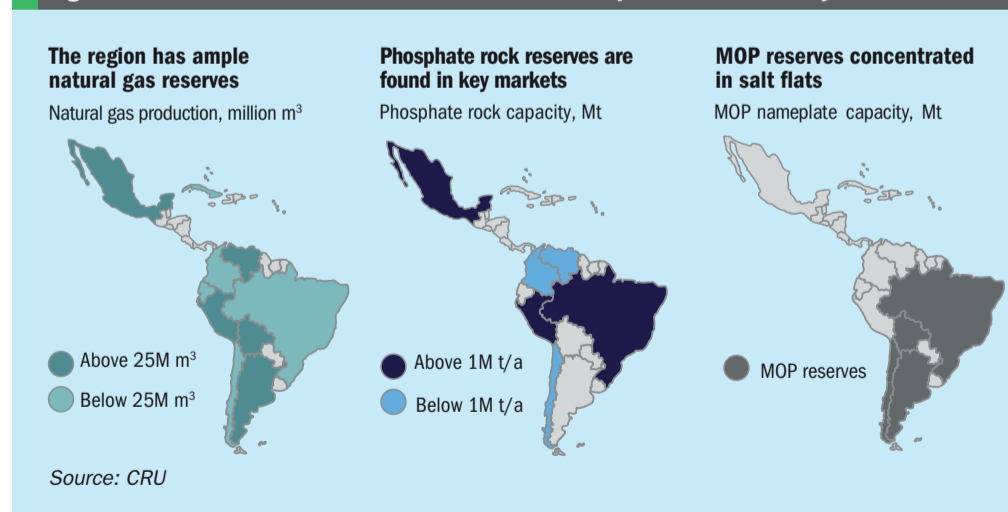 The region has ample
natural gas reserves
Natural gas production, million m³
Above 25M m³
Below 25M m³
Phosphate rock reserves are
found in key markets
Phosphate rock capacity, Mt
Above 1M t/a
Below 1M t/a
MOP reserves concentrated
in salt flats
MOP nameplate capacity, Mt
MOP reserves
Source: CRU